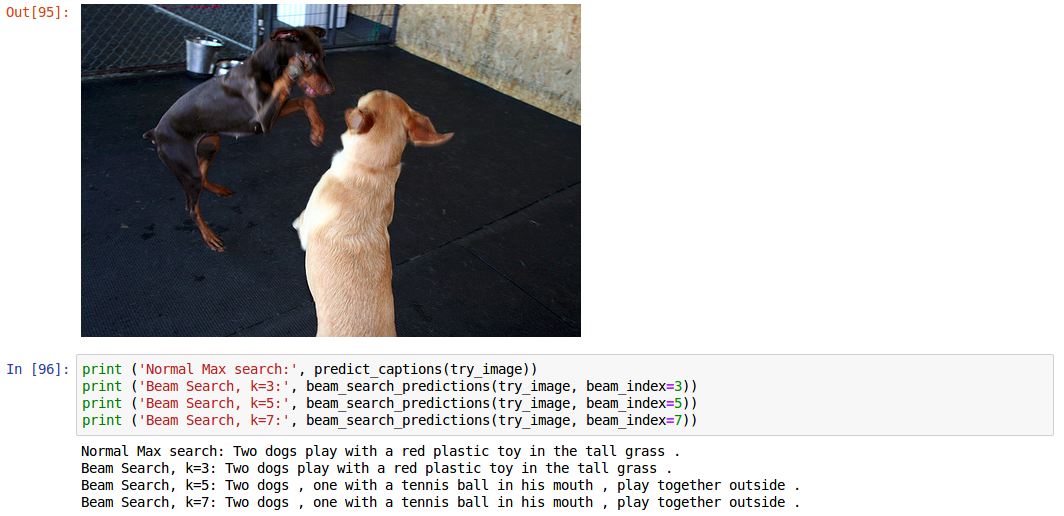 Out[95]:
In [96]: print ('Normal Max search:', predict_captions(try_image))
print ('Beam Search, k=3:', beam_search_predictions(try_image, beam_index=3))
print ('Beam Search, k=5:', beam_search_predictions(try_image, beam_index=5))
print ('Beam Search, k=7:', beam_search_predictions(try_image, beam_index=7))
Normal Max search: Two dogs play with a red plastic toy in the tall grass .
Beam Search, k=3: Two dogs play with a red plastic toy in the tall grass .
Beam Search, k=5: Two dogs , one with a tennis ball in his mouth , play together outside .
Beam Search, k=7: Two dogs , one with a tennis ball in his mouth , play together outside .